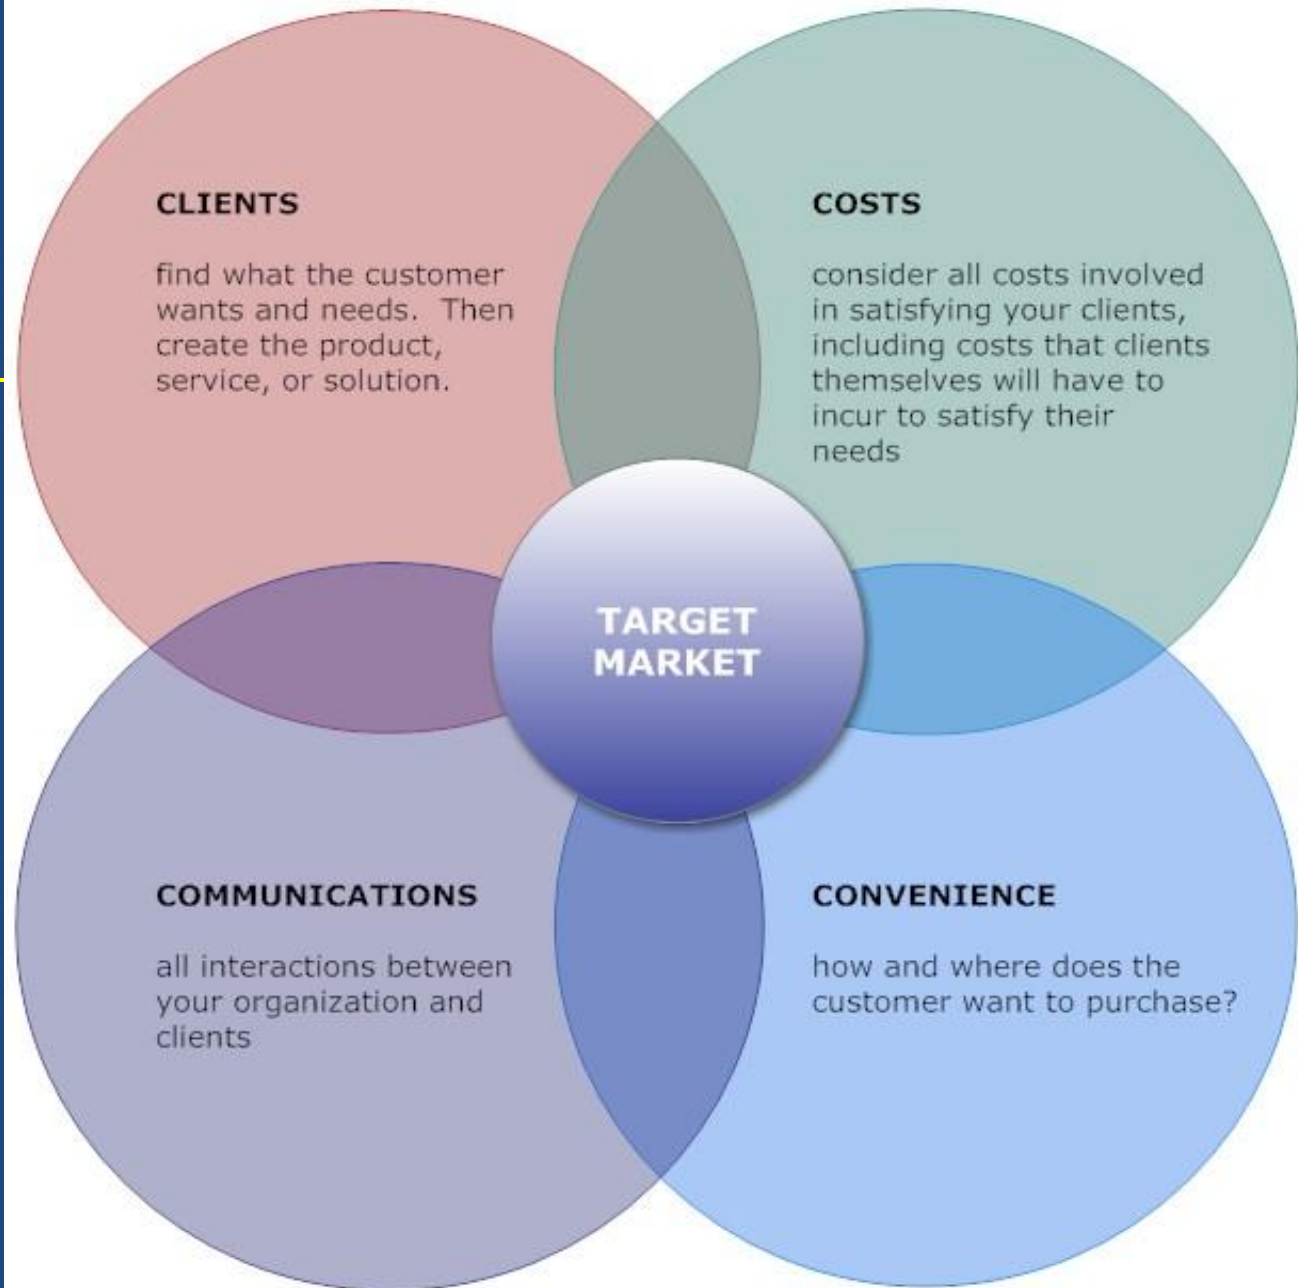 CLIENTS
find what the customer
wants and needs.  Then
create the product,
service, or solution.
COSTS
consider all costs involved
in satisfying your clients,
including costs that clients
themselves will have to
incur to satisfy their
needs
TARGET
MARKET
COMMUNICATIONS
all interactions between
your organization and
clients
CONVENIENCE
how and where does the
customer want to purchase?